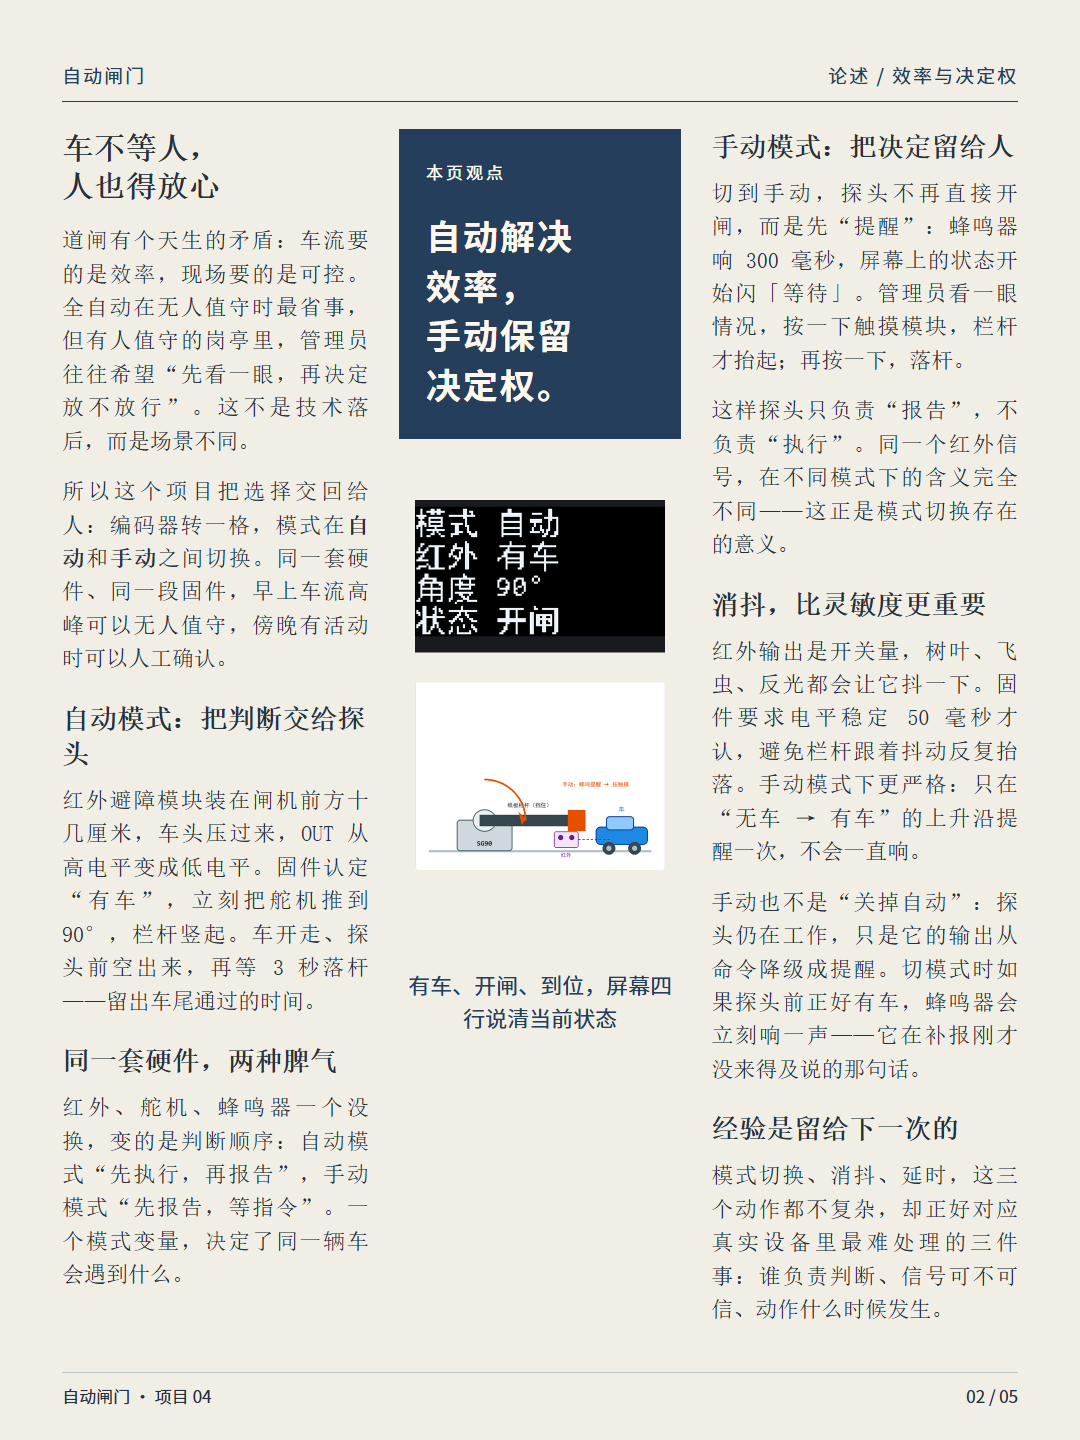 自动闸门
论述 / 效率与决定权
车不等人，
人也得放心
道闸有个天生的矛盾：车流要
的是效率，现场要的是可控。
全自动在无人值守时最省事，
但有人值守的岗亭里，管理员
往往希望“先看一眼，再决定
放不放行”。这不是技术落
后，而是场景不同。
所以这个项目把选择交回给
人：编码器转一格，模式在自
动和手动之间切换。同一套硬
件、同一段固件，早上车流高
峰可以无人值守，傍晚有活动
时可以人工确认。
自动模式：把判断交给探
头
红外避障模块装在闸机前方十
几厘米，车头压过来，OUT 从
高电平变成低电平。固件认定
“有车”，立刻把舵机推到
90°，栏杆竖起。车开走、探
头前空出来，再等 3 秒落杆
——留出车尾通过的时间。
同一套硬件，两种脾气
红外、舵机、蜂鸣器一个没
换，变的是判断顺序：自动模
式“先执行，再报告”，手动
模式“先报告，等指令”。一
个模式变量，决定了同一辆车
会遇到什么。
本页观点
自动解决
效率，
手动保留
决定权。
模式 自动
红外 有车
角度 90°
状态 开闸
手动：蜂鸣提醒 → 按触摸
纸板栏杆（挡住）
车
SG90
红外
有车、开闸、到位，屏幕四
行说清当前状态
手动模式：把决定留给人
切到手动，探头不再直接开
闸，而是先“提醒”：蜂鸣器
响 300 毫秒，屏幕上的状态开
始闪「等待」。管理员看一眼
情况，按一下触摸模块，栏杆
才抬起；再按一下，落杆。
这样探头只负责“报告”，不
负责“执行”。同一个红外信
号，在不同模式下的含义完全
不同——这正是模式切换存在
的意义。
消抖，比灵敏度更重要
红外输出是开关量，树叶、飞
虫、反光都会让它抖一下。固
件要求电平稳定 50 毫秒才
认，避免栏杆跟着抖动反复抬
落。手动模式下更严格：只在
“无车 → 有车”的上升沿提
醒一次，不会一直响。
手动也不是“关掉自动”：探
头仍在工作，只是它的输出从
命令降级成提醒。切模式时如
果探头前正好有车，蜂鸣器会
立刻响一声——它在补报刚才
没来得及说的那句话。
经验是留给下一次的
模式切换、消抖、延时，这三
个动作都不复杂，却正好对应
真实设备里最难处理的三件
事：谁负责判断、信号可不可
信、动作什么时候发生。
自动闸门 · 项目 04
02 / 05